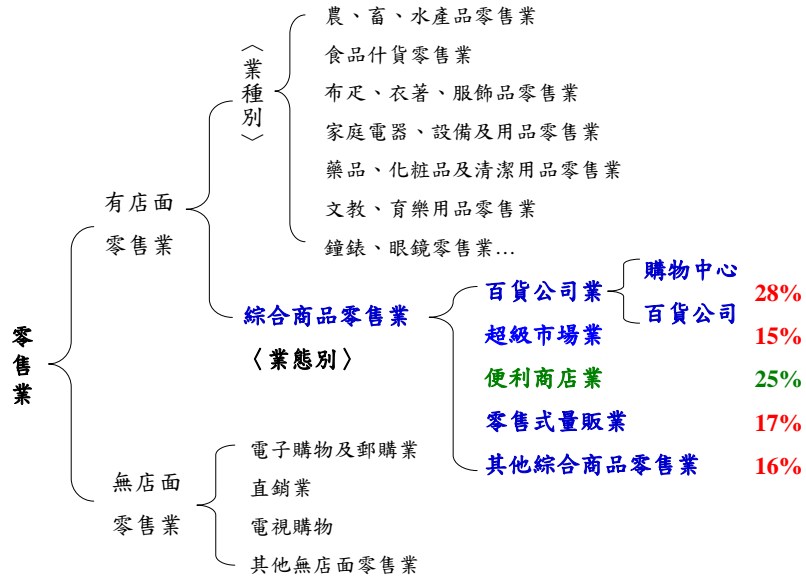 零售業
有店面
零售業
〈業種別〉
農、畜、水產品零售業
食品什貨零售業
布疋、衣著、服飾品零售業
家庭電器、設備及用品零售業
藥品、化粧品及清潔用品零售業
文教、育樂用品零售業
鐘錶、眼鏡零售業…
綜合商品零售業
〈業態別〉
百貨公司業
購物中心
百貨公司
28%
超級市場業 15%
便利商店業 25%
零售式量販業 17%
其他綜合商品零售業 16%
無店面
零售業
電子購物及郵購業
直銷業
電視購物
其他無店面零售業